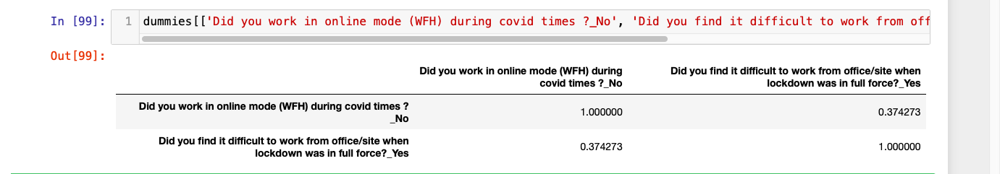 In [99]: 1 dummies[['Did you work in online mode (WFH) during covid times ?_No', 'Did you find it difficult to work from off
Out[99]:
Did you work in online mode (WFH) during covid times ?_No
Did you find it difficult to work from office/site when lockdown was in full force?_Yes
Did you work in online mode (WFH) during covid times ?
_No
1.000000 0.374273
Did you find it difficult to work from office/site when
lockdown was in full force?_Yes
0.374273 1.000000